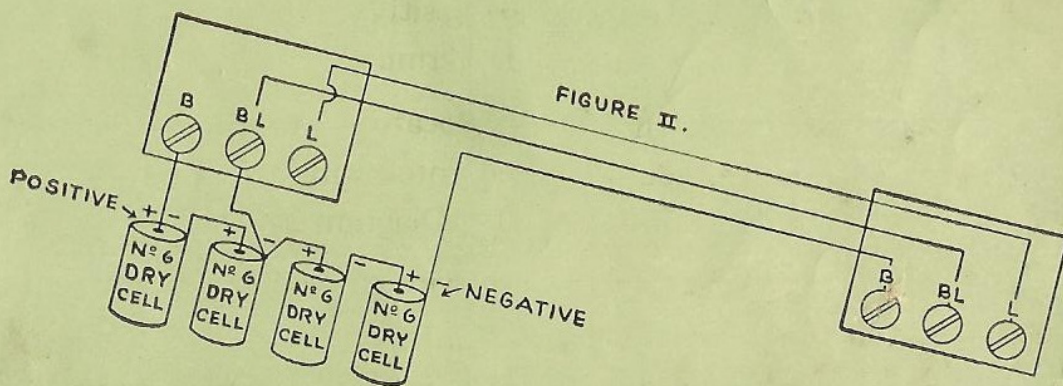 FIGURE II.
B
BL
L
POSITIVE
+
-
+
-
+
-
+
-
NEGATIVE
Nº 6
DRY
CELL
Nº 6
DRY
CELL
Nº 6
DRY
CELL
Nº 6
DRY
CELL
B
BL
L